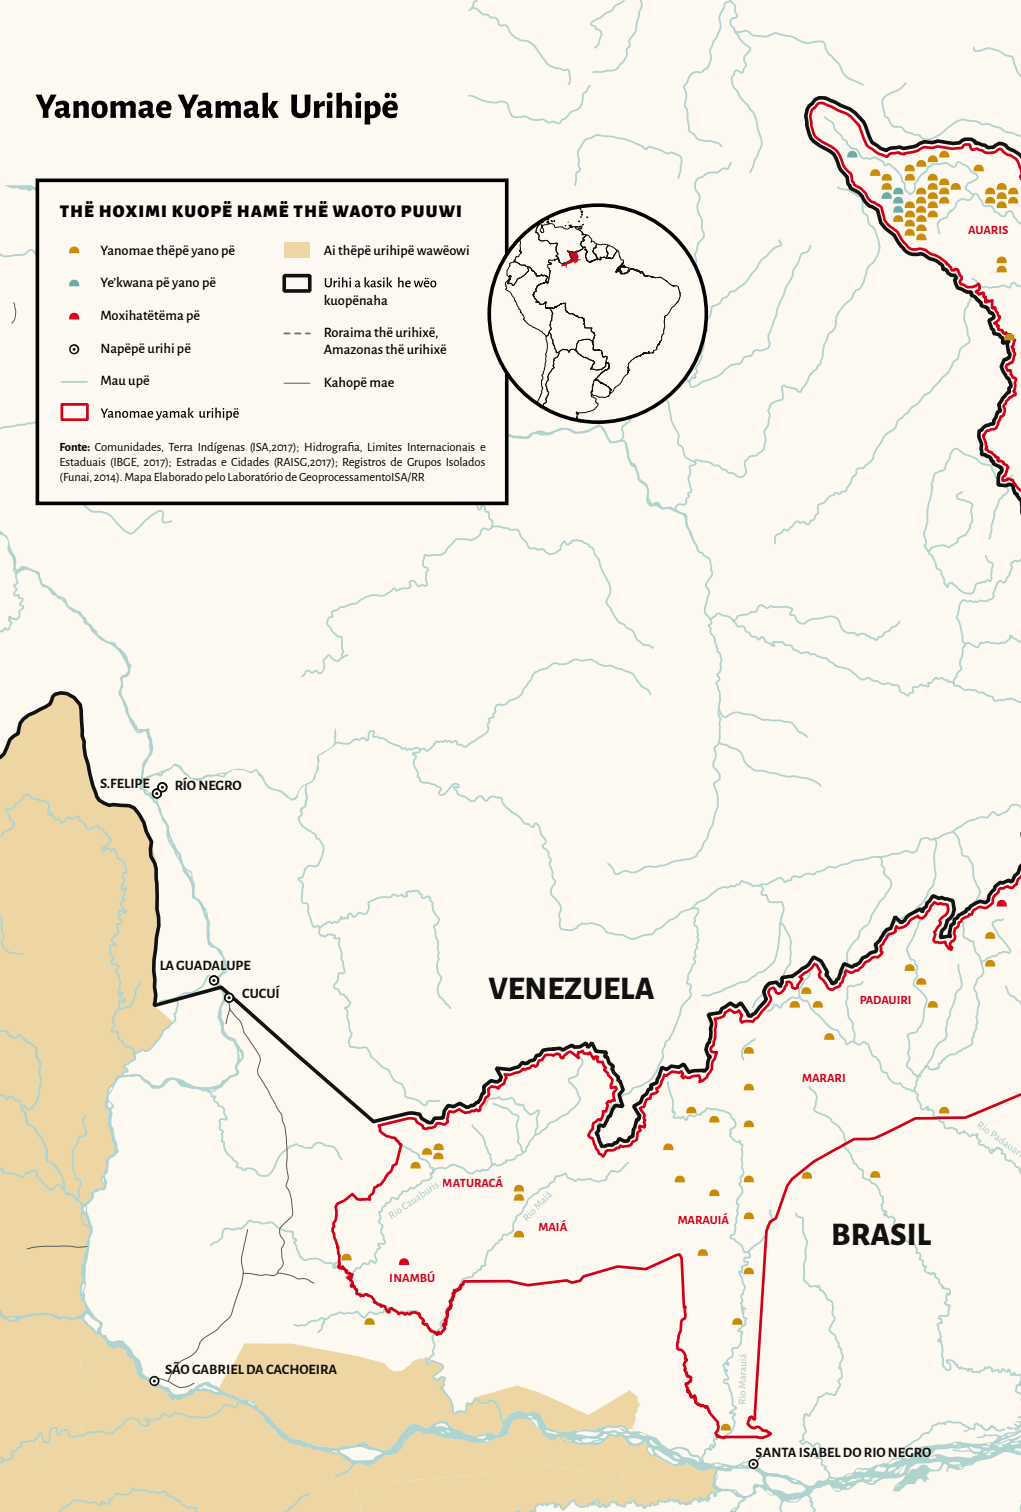 Yanomae Yamak Urihipë
THË HOXIMI KUOPË HAMË THË WAOTO PUUWI
Yanomae thëpë yano pë
Ye'kwana pë yano pë
Moxihatëtëma pë
Napëpë urihi pë
Mau upë
Yanomae yamak urihipë
Ai thëpë urihipë wawëowi
Urihi a kasik he wëo
kuopënaha
Roraima thë urihixë,
Amazonas thë urihixë
Kahopë mae
Fonte: Comunidades, Terra Indígenas (ISA,2017); Hidrografia, Limites Internacionais e
Estaduais (IBGE, 2017); Estradas e Cidades (RAISG,2017); Registros de Grupos Isolados
(Funai, 2014). Mapa Elaborado pelo Laboratório de GeoprocessamentoISA/RR
AUARIS
S.FELIPE
RÍO NEGRO
LA GUADALUPE
CUCUÍ
VENEZUELA
PADAUIRI
MARARI
Rio Padauari
MATURACÁ
Rio Cauaburis
Rio Maiá
MAIÁ
MARAUIÁ
BRASIL
INAMBÚ
SÃO GABRIEL DA CACHOEIRA
Rio Marauiá
SANTA ISABEL DO RIO NEGRO